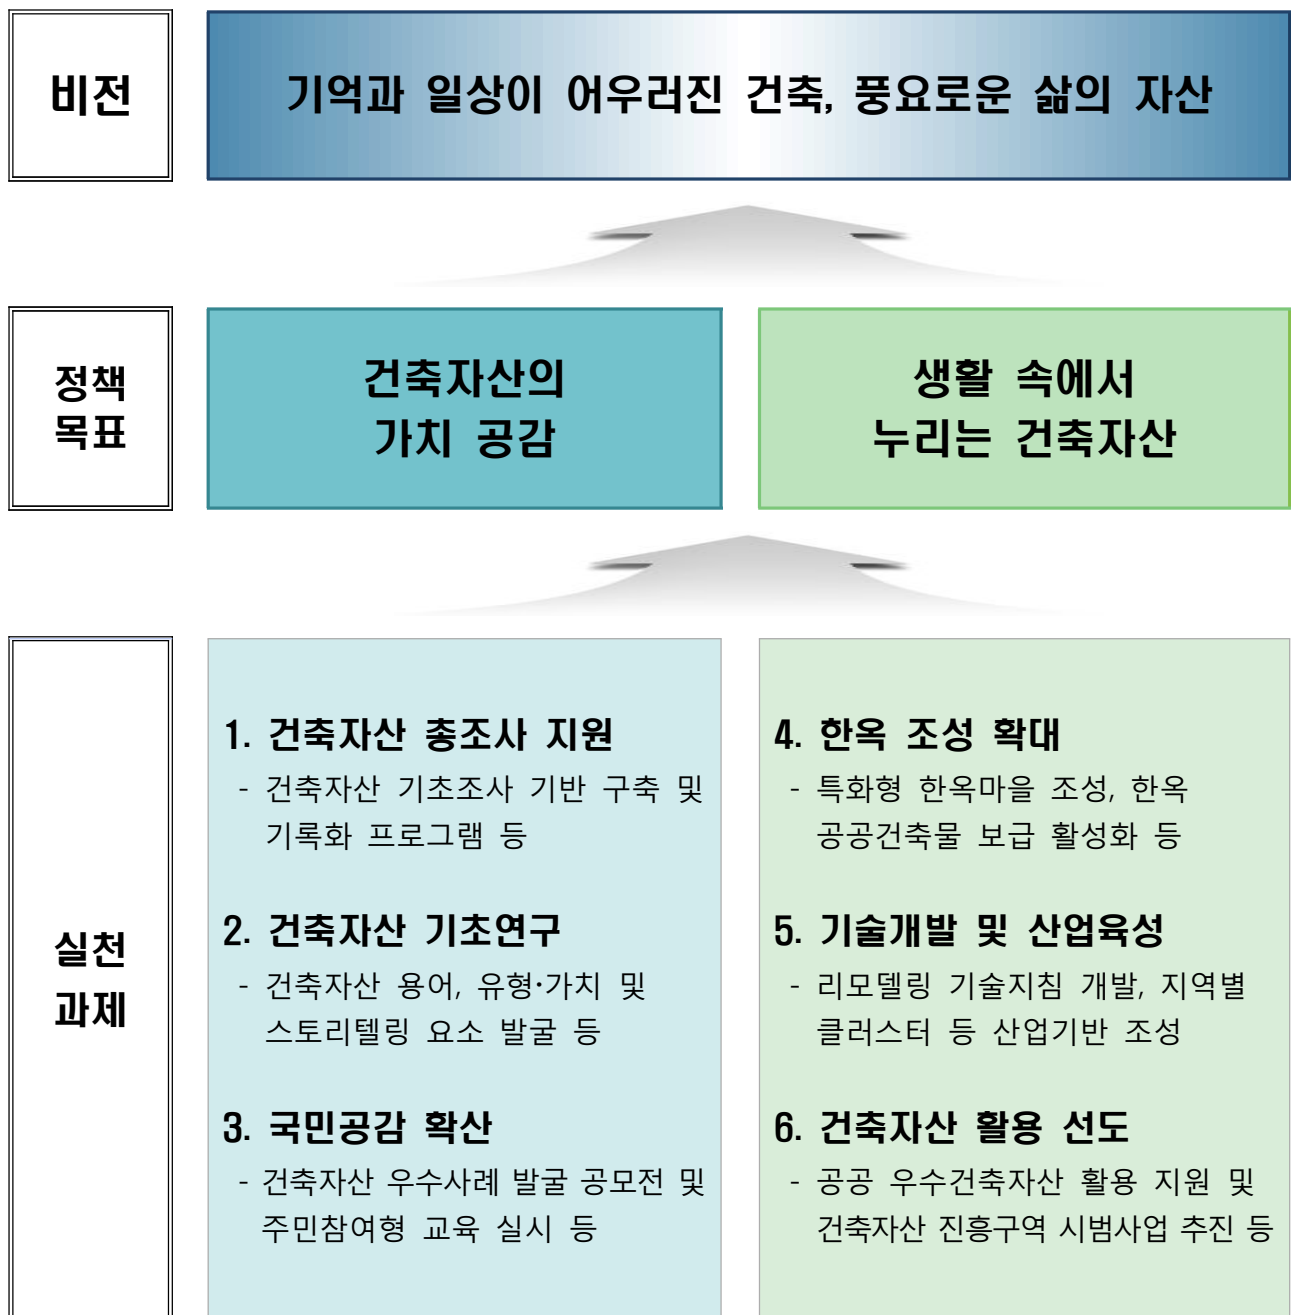 비전
기억과 일상이 어우러진 건축, 풍요로운 삶의 자산
정책
목표
건축자산의
가치 공감
생활 속에서
누리는 건축자산
실천
과제
1. 건축자산 총조사 지원
- 건축자산 기초조사 기반 구축 및
기록화 프로그램 등
2. 건축자산 기초연구
- 건축자산 용어, 유형·가치 및
스토리텔링 요소 발굴 등
3. 국민공감 확산
- 건축자산 우수사례 발굴 공모전 및
주민참여형 교육 실시 등
4. 한옥 조성 확대
- 특화형 한옥마을 조성, 한옥
공공건축물 보급 활성화 등
5. 기술개발 및 산업육성
- 리모델링 기술지침 개발, 지역별
클러스터 등 산업기반 조성
6. 건축자산 활용 선도
- 공공 우수건축자산 활용 지원 및
건축자산 진흥구역 시범사업 추진 등